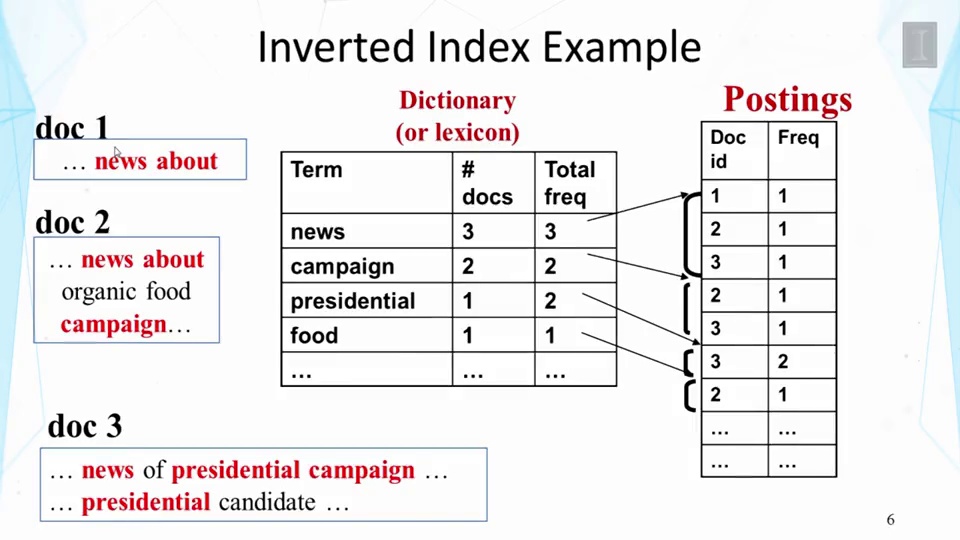 Inverted Index Example
doc 1
… news about
doc 2
… news about
organic food
campaign…
doc 3
… news of presidential campaign …
… presidential candidate …
Dictionary
(or lexicon)
Term # docs Total freq
news 3 3
campaign 2 2
presidential 1 2
food 1 1
… … …
Postings
Doc id Freq
1 1
2 1
3 1
2 1
3 1
3 2
2 1
… …
… …
I
6